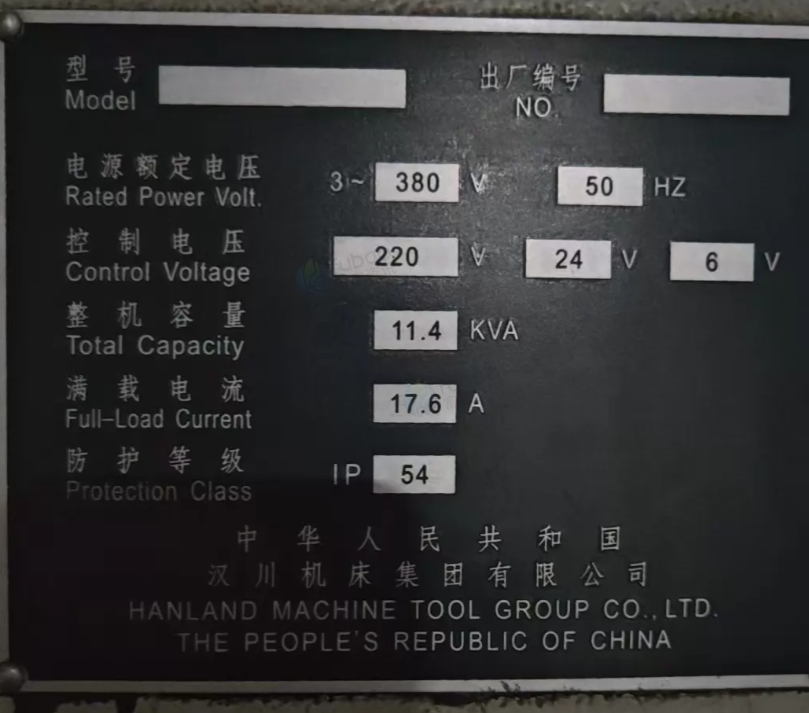 型号
Model
出厂编号
NO.
电源额定电压 3~ 380 V 50 HZ
Rated Power Volt.
控制电压 220 V 24 V 6 V
Control Voltage
整机容量 11.4 KVA
Total Capacity
满载电流 17.6 A
Full-Load Current
防护等级 IP 54
Protection Class
中华人民共和国
汉川机床集团有限公司
HANLAND MACHINE TOOL GROUP CO., LTD.
THE PEOPLE'S REPUBLIC OF CHINA